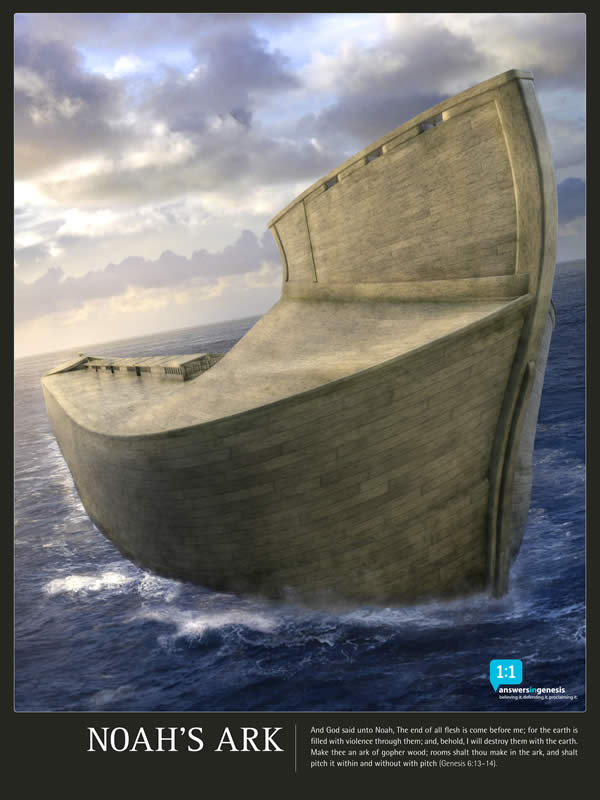 1:1
answersingenesis
believing it. defending it. proclaiming it.
NOAH'S ARK
And God said unto Noah, The end of all flesh is come before me; for the earth is
filled with violence through them; and, behold, I will destroy them with the earth.
Make thee an ark of gopher wood; rooms shalt thou make in the ark, and shalt
pitch it within and without with pitch (Genesis 6:13–14).